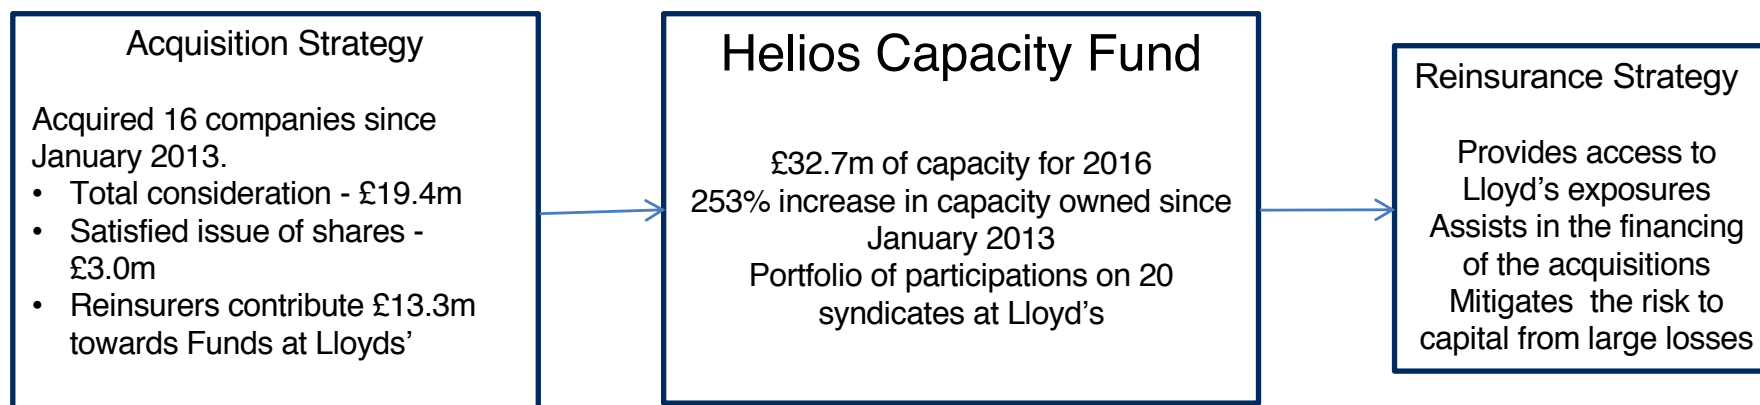 Acquisition Strategy
Acquired 16 companies since
January 2013.
• Total consideration - £19.4m
• Satisfied issue of shares -
£3.0m
• Reinsurers contribute £13.3m
towards Funds at Lloyds’
Helios Capacity Fund
£32.7m of capacity for 2016
253% increase in capacity owned since
January 2013
Portfolio of participations on 20
syndicates at Lloyd’s
Reinsurance Strategy
Provides access to
Lloyd’s exposures
Assists in the financing
of the acquisitions
Mitigates the risk to
capital from large losses